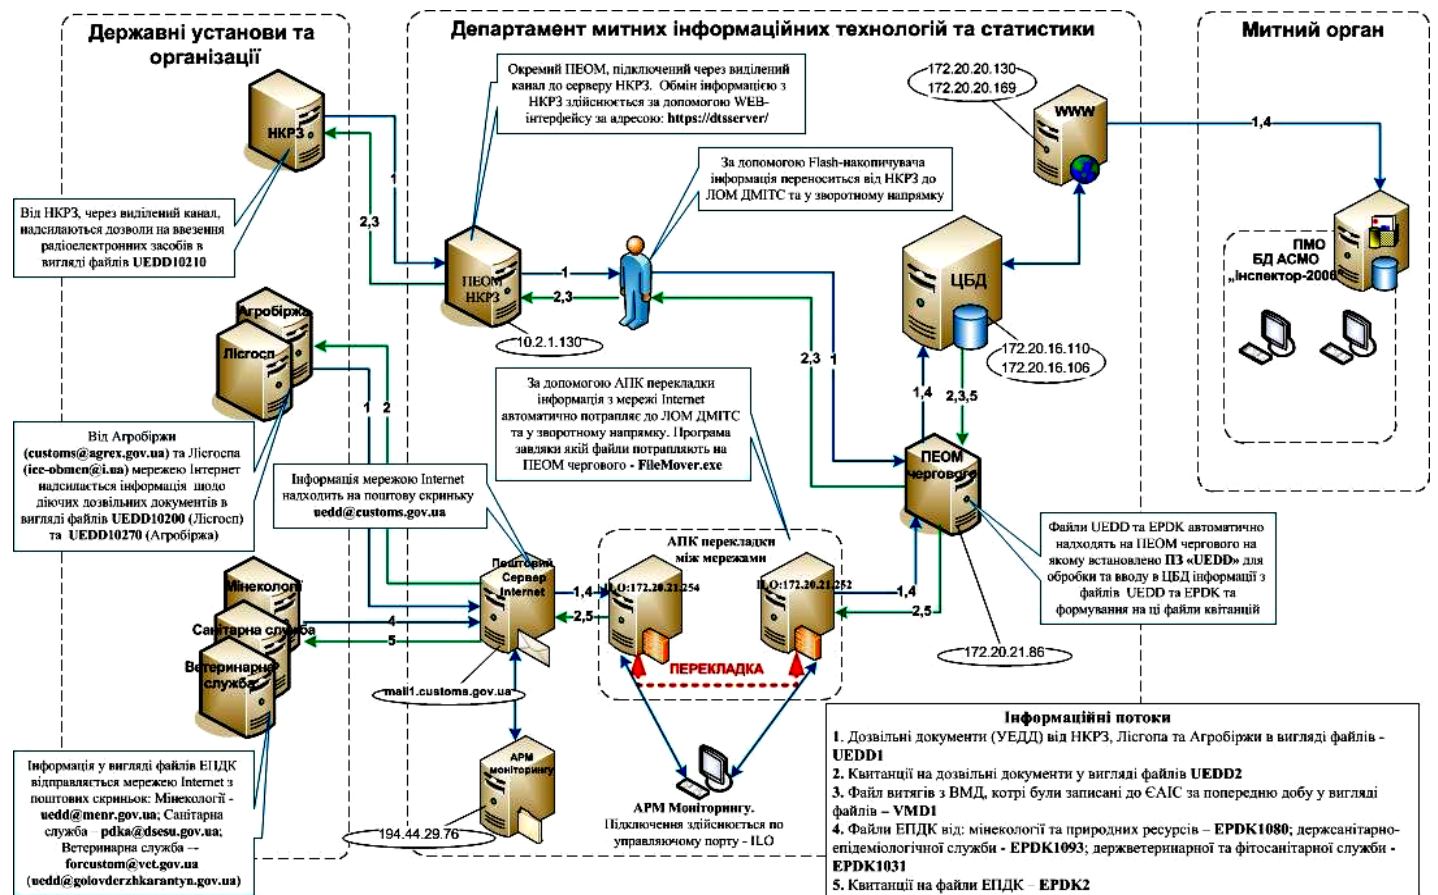 Державні установи та
організації
Департамент митних інформаційних технологій та статистики
Митний орган
НКРЗ
Окремий ПЕОМ, підключений через виділений
канал до серверу НКРЗ. Обмін інформацією з
НКРЗ здійснюється за допомогою WEB-
інтерфейсу за адресою: https://dtsserver/
172.20.20.130
172.20.20.169
WWW
1,4
1
2,3
За допомогою Flash-накопичувача
інформація переноситься від НКРЗ до
ЛОМ ДМІТС та у зворотному напрямку
Від НКРЗ, через виділений канал,
надсилаються дозволи на ввезення
радіоелектронних засобів в
вигляді файлів UEDD10210
ПЕОМ
НКРЗ
1
2,3
10.2.1.130
ЦБД
172.20.16.110
172.20.16.106
ПМО
БД АСМО
„Інспектор-2006"
Агробіржа
Лісгосп
1
2
2,3
1
1,4
2,3,5
За допомогою АПК перекладки
інформація з мережі Internet
автоматично потрапляє до ЛОМ ДМІТС
та у зворотному напрямку. Програма
завдяки якій файли потрапляють на
ПЕОМ чергового - FileMover.exe
Від Агробіржи
(customs@agrex.gov.ua) та Лісгоспа
(ice-obmen@i.ua) мережею Інтернет
надсилається інформація щодо
діючих дозвільних документів в
вигляді файлів UEDD10200 (Лісгосп)
та UEDD10270 (Агробіржа)
Інформація мережою Internet
надходить на поштову скриньку
uedd@customs.gov.ua
ПЕОМ
чергового
Файли UEDD та EPDK автоматично
надходять на ПЕОМ чергового на
якому встановлено ПЗ «UEDD» для
обробки та вводу в ЦБД інформації з
файлів UEDD та EPDK та
формування на ці файли квитанцій
172.20.21.86
АПК перекладки
між мережами
ILO:172.20.21.254
ILO:172.20.21.252
1,4
2,5
1,4
2,5
ПЕРЕКЛАДКА
Поштовий
Сервер
Internet
mail1.customs.gov.ua
Мінекології
Санітарна служба
Ветеринарна
служба
4
5
АРМ
моніторингу
194.44.29.76
АРМ Моніторингу.
Підключення здійснюється по
управляючому порту - ILO
Інформація у вигляді файлів ЕПДК
відправляється мережею Internet з
поштових скриньок: Мінекології -
uedd@menr.gov.ua; Санітарна
служба – pdka@dsesu.gov.ua;
Ветеринарна служба –-
forcustom@vet.gov.ua
(uedd@golovderzhkarantyn.gov.ua)
Інформаційні потоки
1. Дозвільні документи (УЕДД) від НКРЗ, Лісгопа та Агробіржи в вигляді файлів -
UEDD1
2. Квитанції на дозвільні документи у вигляді файлів UEDD2
3. Файл витягів з ВМД, котрі були записані до ЄАІС за попередню добу у вигляді
файлів – VMD1
4. Файли ЕПДК від: мінекології та природних ресурсів – EPDK1080; держсанітарно-
епідеміологічної служби - EPDK1093; держветеринарної та фітосанітарної служби -
EPDK1031
5. Квитанції на файли ЕПДК – EPDK2